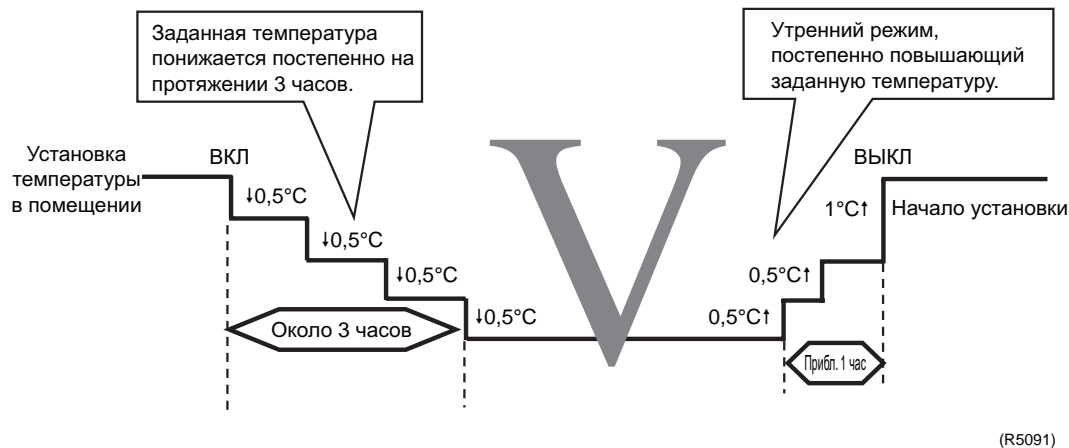 Заданная температура
понижается постепенно на
протяжении 3 часов.
Утренний режим,
постепенно повышающий
заданную температуру.
Установка
температуры
в помещении
ВКЛ
↓0,5°C
↓0,5°C
↓0,5°C
↓0,5°C
Около 3 часов
V
ВЫКЛ
1°C↑
Начало установки
0,5°C↑
0,5°C↑
Прибл. 1 час
(R5091)